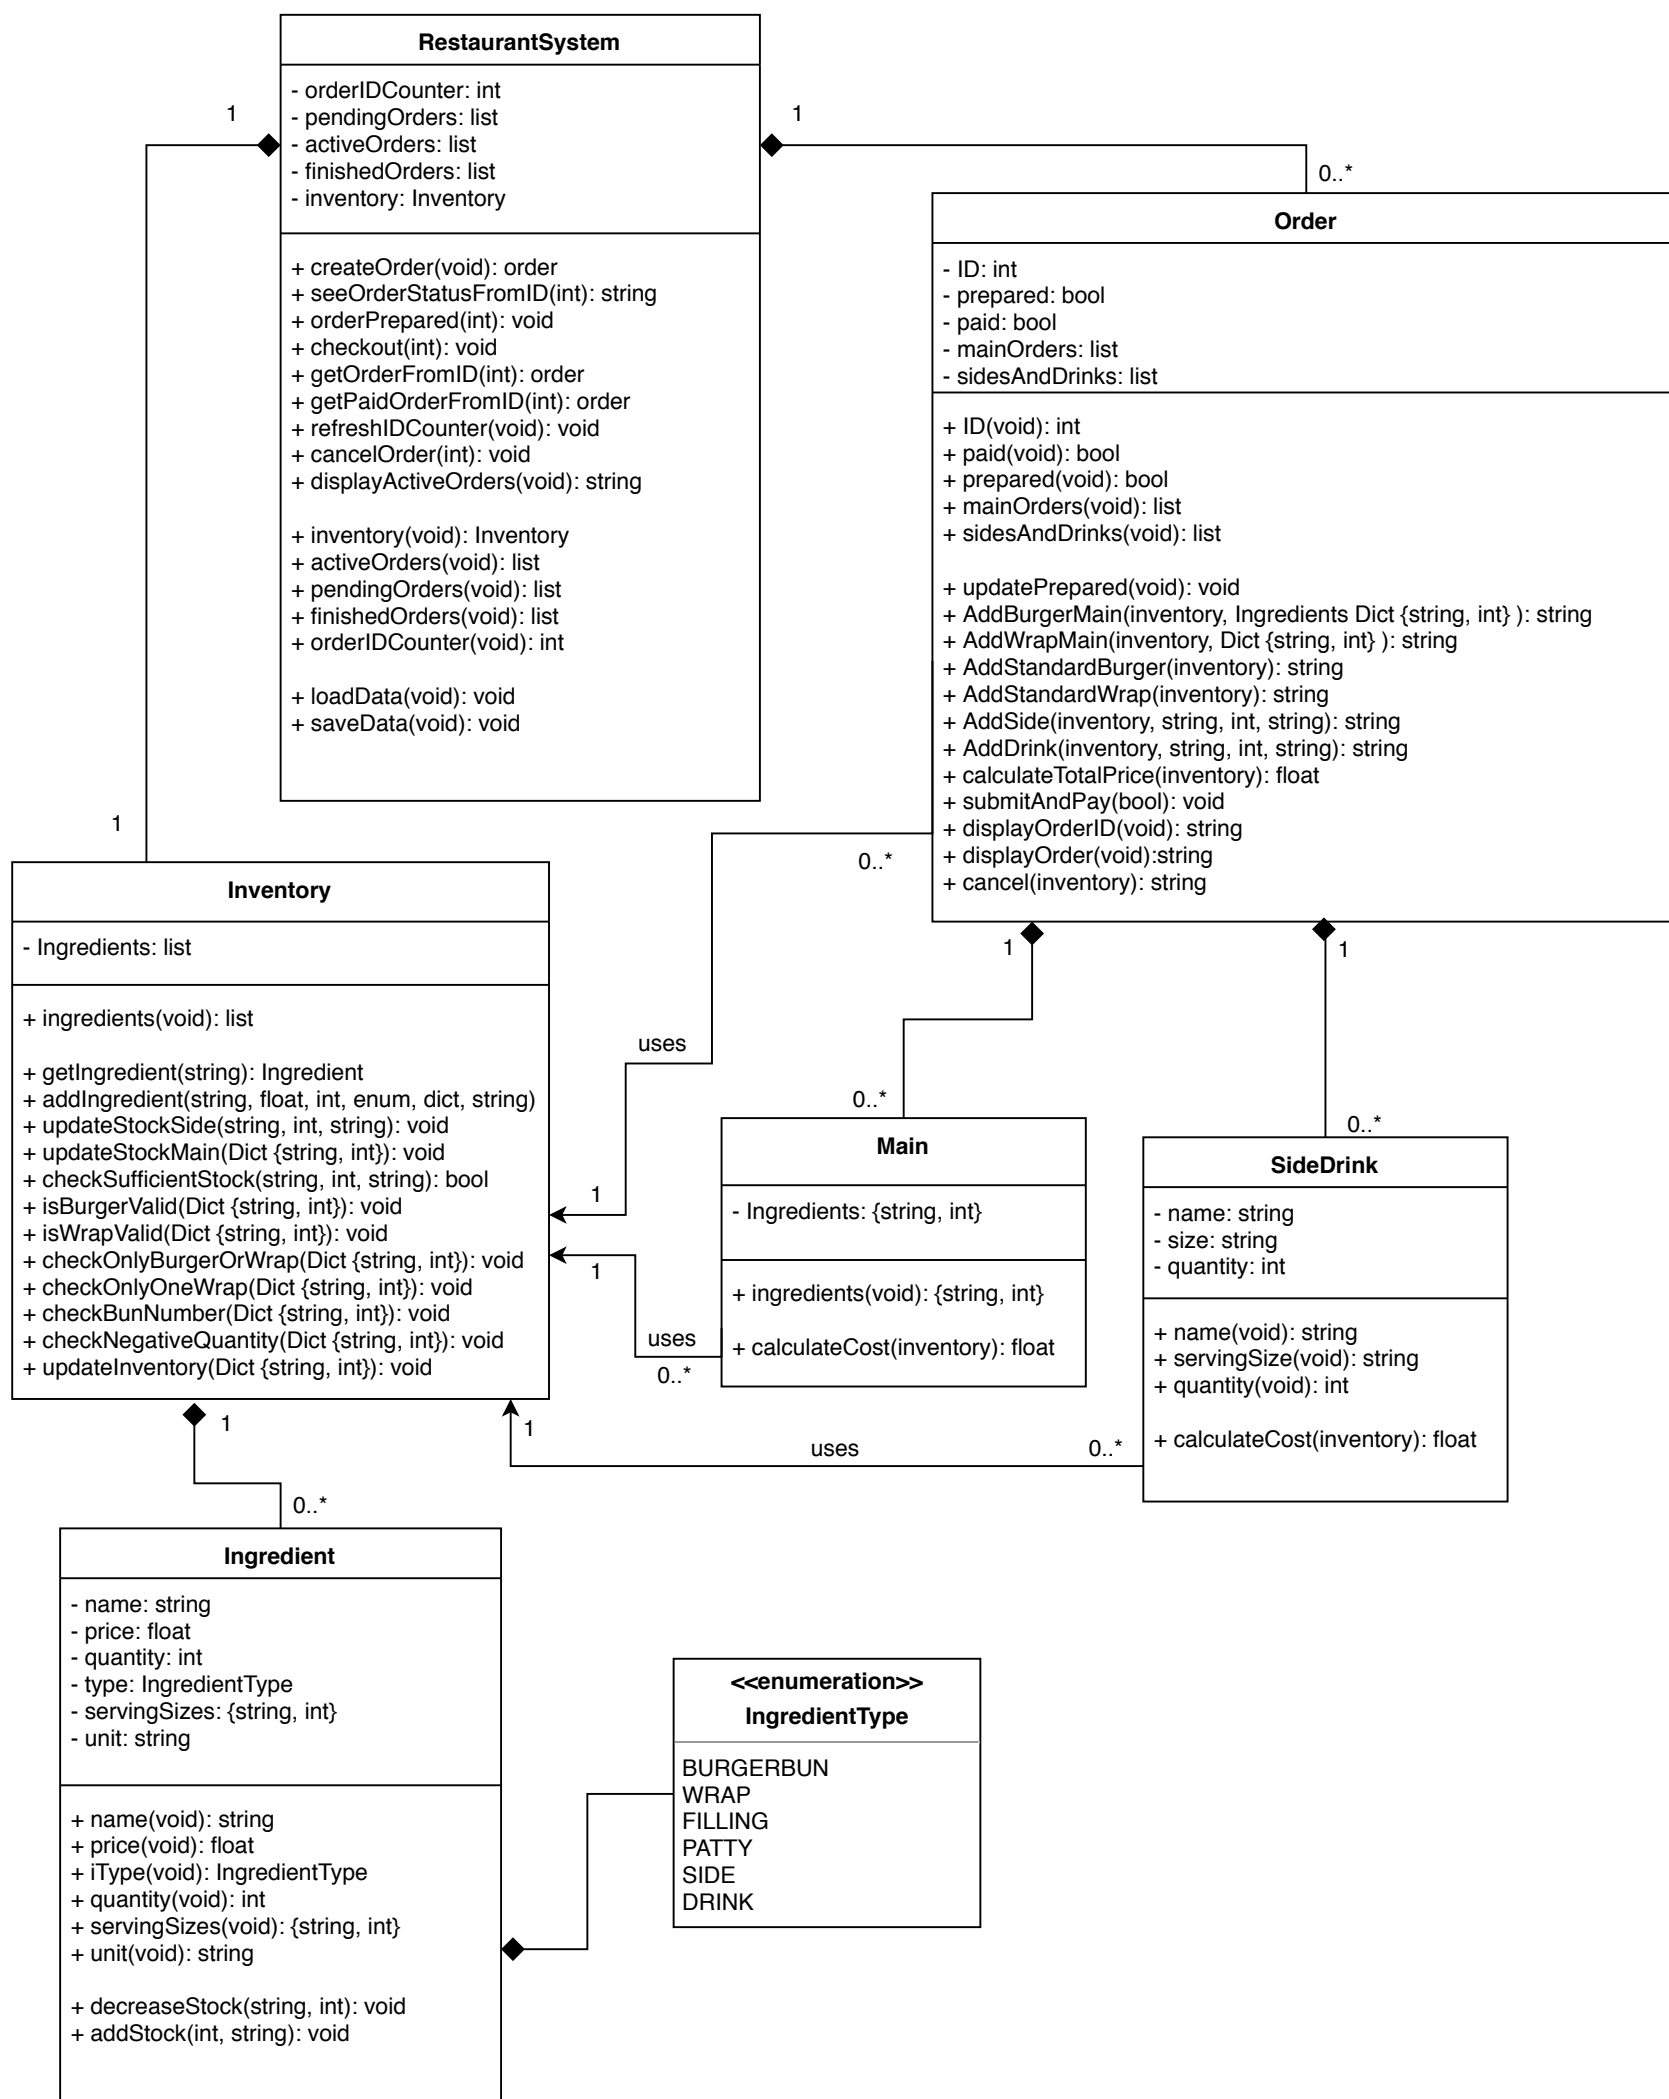 RestaurantSystem
- orderIDCounter: int
- pendingOrders: list
- activeOrders: list
- finishedOrders: list
- inventory: Inventory
+ createOrder(void): order
+ seeOrderStatusFromID(int): string
+ orderPrepared(int): void
+ checkout(int): void
+ getOrderFromID(int): order
+ getPaidOrderFromID(int): order
+ refreshIDCounter(void): void
+ cancelOrder(int): void
+ displayActiveOrders(void): string
+ inventory(void): Inventory
+ activeOrders(void): list
+ pendingOrders(void): list
+ finishedOrders(void): list
+ orderIDCounter(void): int
+ loadData(void): void
+ saveData(void): void
1
1
1
0..*
Order
- ID: int
- prepared: bool
- paid: bool
- mainOrders: list
- sidesAndDrinks: list
+ ID(void): int
+ paid(void): bool
+ prepared(void): bool
+ mainOrders(void): list
+ sidesAndDrinks(void): list
+ updatePrepared(void): void
+ AddBurgerMain(inventory, Ingredients Dict {string, int} ): string
+ AddWrapMain(inventory, Dict {string, int} ): string
+ AddStandardBurger(inventory): string
+ AddStandardWrap(inventory): string
+ AddSide(inventory, string, int, string): string
+ AddDrink(inventory, string, int, string): string
+ calculateTotalPrice(inventory): float
+ submitAndPay(bool): void
+ displayOrderID(void): string
+ displayOrder(void):string
+ cancel(inventory): string
0..*
uses
1
Inventory
- Ingredients: list
+ ingredients(void): list
+ getIngredient(string): Ingredient
+ addIngredient(string, float, int, enum, dict, string)
+ updateStockSide(string, int, string): void
+ updateStockMain(Dict {string, int}): void
+ checkSufficientStock(string, int, string): bool
+ isBurgerValid(Dict {string, int}): void
+ isWrapValid(Dict {string, int}): void
+ checkOnlyBurgerOrWrap(Dict {string, int}): void
+ checkOnlyOneWrap(Dict {string, int}): void
+ checkBunNumber(Dict {string, int}): void
+ checkNegativeQuantity(Dict {string, int}): void
+ updateInventory(Dict {string, int}): void
1
0..*
1
0..*
Main
- Ingredients: {string, int}
+ ingredients(void): {string, int}
+ calculateCost(inventory): float
1
uses
0..*
SideDrink
- name: string
- size: string
- quantity: int
+ name(void): string
+ servingSize(void): string
+ quantity(void): int
+ calculateCost(inventory): float
1
uses
0..*
1
0..*
Ingredient
- name: string
- price: float
- quantity: int
- type: IngredientType
- servingSizes: {string, int}
- unit: string
+ name(void): string
+ price(void): float
+ iType(void): IngredientType
+ quantity(void): int
+ servingSizes(void): {string, int}
+ unit(void): string
+ decreaseStock(string, int): void
+ addStock(int, string): void
<<enumeration>>
IngredientType
BURGERBUN
WRAP
FILLING
PATTY
SIDE
DRINK